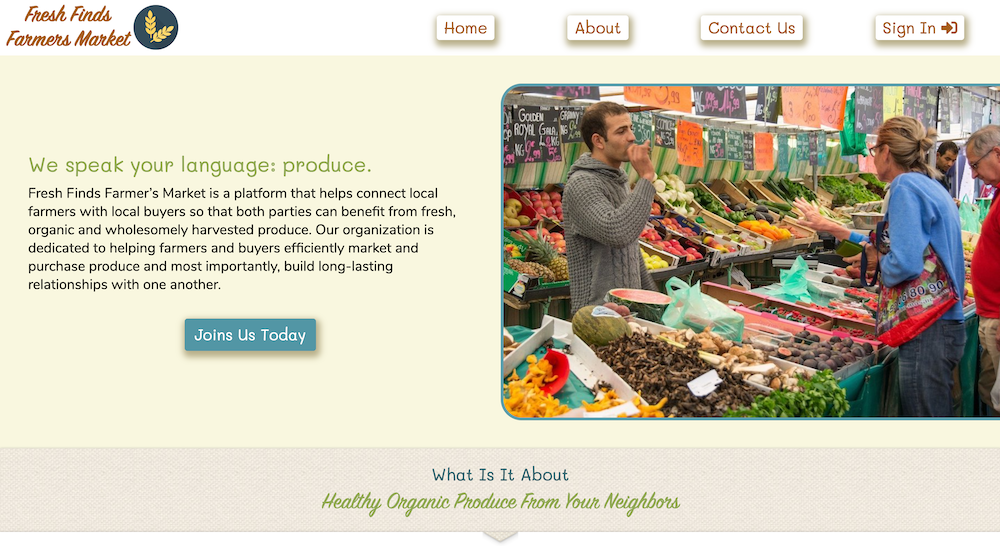 Fresh Finds
Farmers Market
Home
About
Contact Us
Sign In
We speak your language: produce.
Fresh Finds Farmer's Market is a platform that helps connect local
farmers with local buyers so that both parties can benefit from fresh,
organic and wholesomely harvested produce. Our organization is
dedicated to helping farmers and buyers efficiently market and
purchase produce and most importantly, build long-lasting
relationships with one another.
Joins Us Today
GOLDEN
ROYAL GALA
What Is It About
Healthy Organic Produce From Your Neighbors